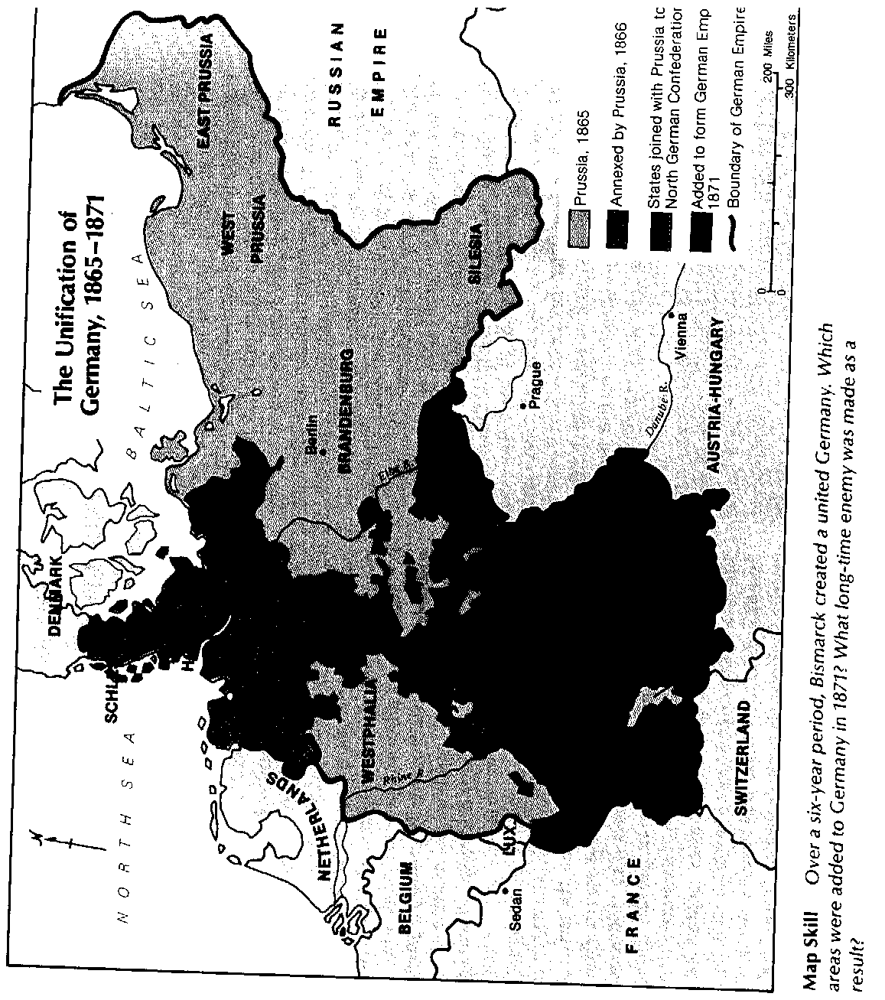 The Unification of
Germany, 1865–1871
BALTIC SEA
NORTH SEA
N
DENMARK
RUSSIAN
EMPIRE
EAST PRUSSIA
WEST
PRUSSIA
SILESIA
Berlin
BRANDENBURG
Prague
Vienna
Danube R.
AUSTRIA-HUNGARY
SCHL
H
WESTPHALIA
Rhine R.
NETHERLANDS
BELGIUM
LUX.
Sedan
FRANCE
SWITZERLAND
Prussia, 1865
Annexed by Prussia, 1866
States joined with Prussia to
North German Confederation
Added to form German Emp
1871
Boundary of German Empire
0 200 Miles
0 300 Kilometers
Map Skill Over a six-year period, Bismarck created a united Germany. Which
areas were added to Germany in 1871? What long-time enemy was made as a
result?